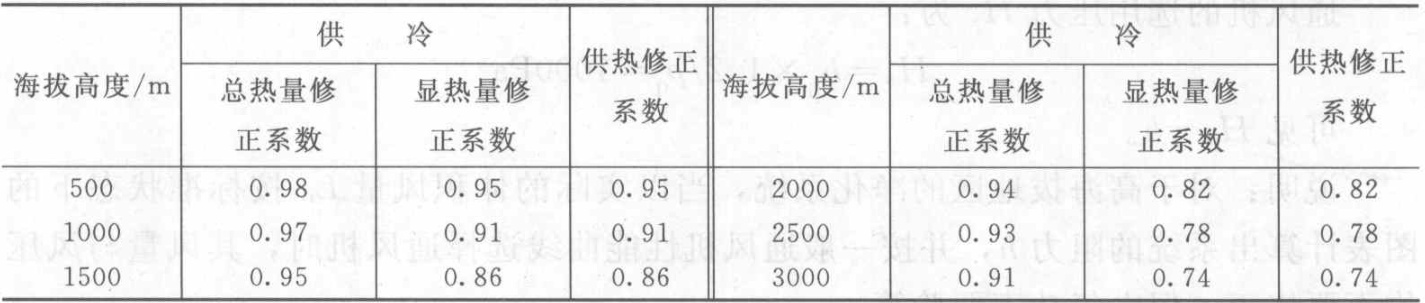 海拔高度/m 供 冷 供热修正系数 海拔高度/m 供 冷 供热修正系数
总热量修正系数 显热量修正系数 总热量修正系数 显热量修正系数
500 0.98 0.95 0.95 2000 0.94 0.82 0.82
1000 0.97 0.91 0.91 2500 0.93 0.78 0.78
1500 0.95 0.86 0.86 3000 0.91 0.74 0.74